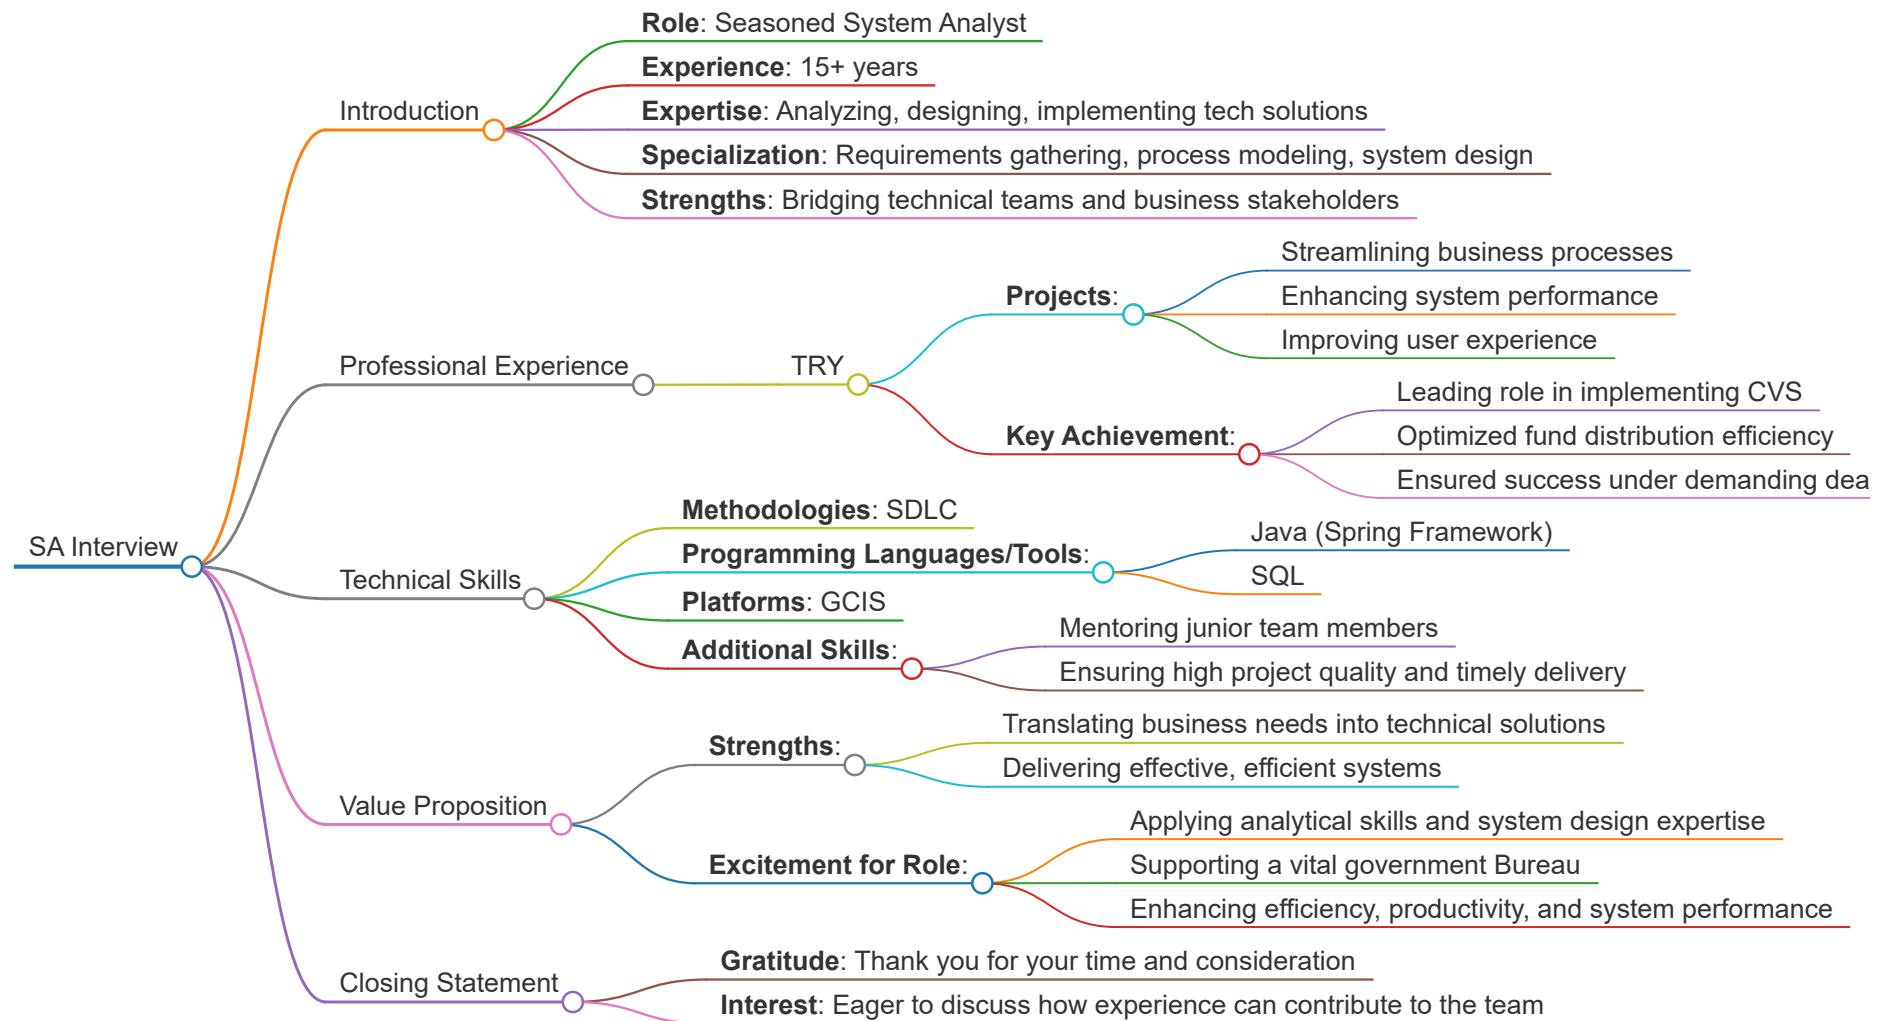 SA Interview
Introduction
Role: Seasoned System Analyst
Experience: 15+ years
Expertise: Analyzing, designing, implementing tech solutions
Specialization: Requirements gathering, process modeling, system design
Strengths: Bridging technical teams and business stakeholders
Professional Experience
TRY
Projects:
Streamlining business processes
Enhancing system performance
Improving user experience
Key Achievement:
Leading role in implementing CVS
Optimized fund distribution efficiency
Ensured success under demanding dea
Technical Skills
Methodologies: SDLC
Programming Languages/Tools:
Java (Spring Framework)
SQL
Platforms: GCIS
Additional Skills:
Mentoring junior team members
Ensuring high project quality and timely delivery
Value Proposition
Strengths:
Translating business needs into technical solutions
Delivering effective, efficient systems
Excitement for Role:
Applying analytical skills and system design expertise
Supporting a vital government Bureau
Enhancing efficiency, productivity, and system performance
Closing Statement
Gratitude: Thank you for your time and consideration
Interest: Eager to discuss how experience can contribute to the team